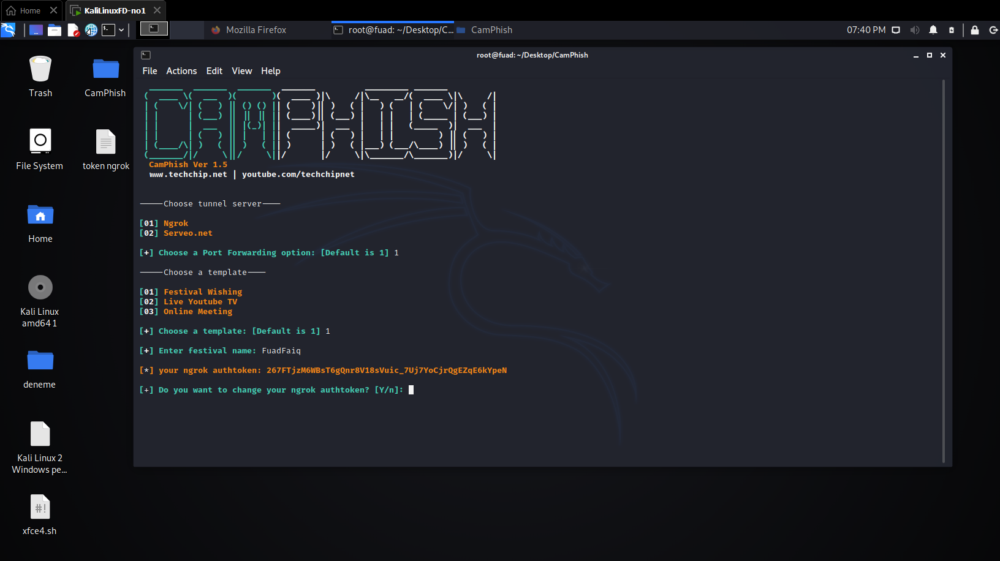 Home
KaliLinuxFD-no1
Mozilla Firefox
root@fuad: ~/Desktop/C...
CamPhish
07:40 PM
Trash
CamPhish
File System
token ngrok
Home
Kali Linux
amd64 1
deneme
Kali Linux 2
Windows pe...
#!
xfce4.sh
root@fuad: ~/Desktop/CamPhish
File Actions Edit View Help
CAMPHISH
CamPhish Ver 1.5
www.techchip.net | youtube.com/techchipnet
-----Choose tunnel server----
[01] Ngrok
[02] Serveo.net
[+] Choose a Port Forwarding option: [Default is 1] 1
-----Choose a template----
[01] Festival Wishing
[02] Live Youtube TV
[03] Online Meeting
[+] Choose a template: [Default is 1] 1
[+] Enter festival name: FuadFaiq
[*] your ngrok authtoken: 267FTjzM6WBsT6gQnr8V18sVuic_7Uj7YoCjrQgEZqE6kYpeN
[+] Do you want to change your ngrok authtoken? [Y/n]: